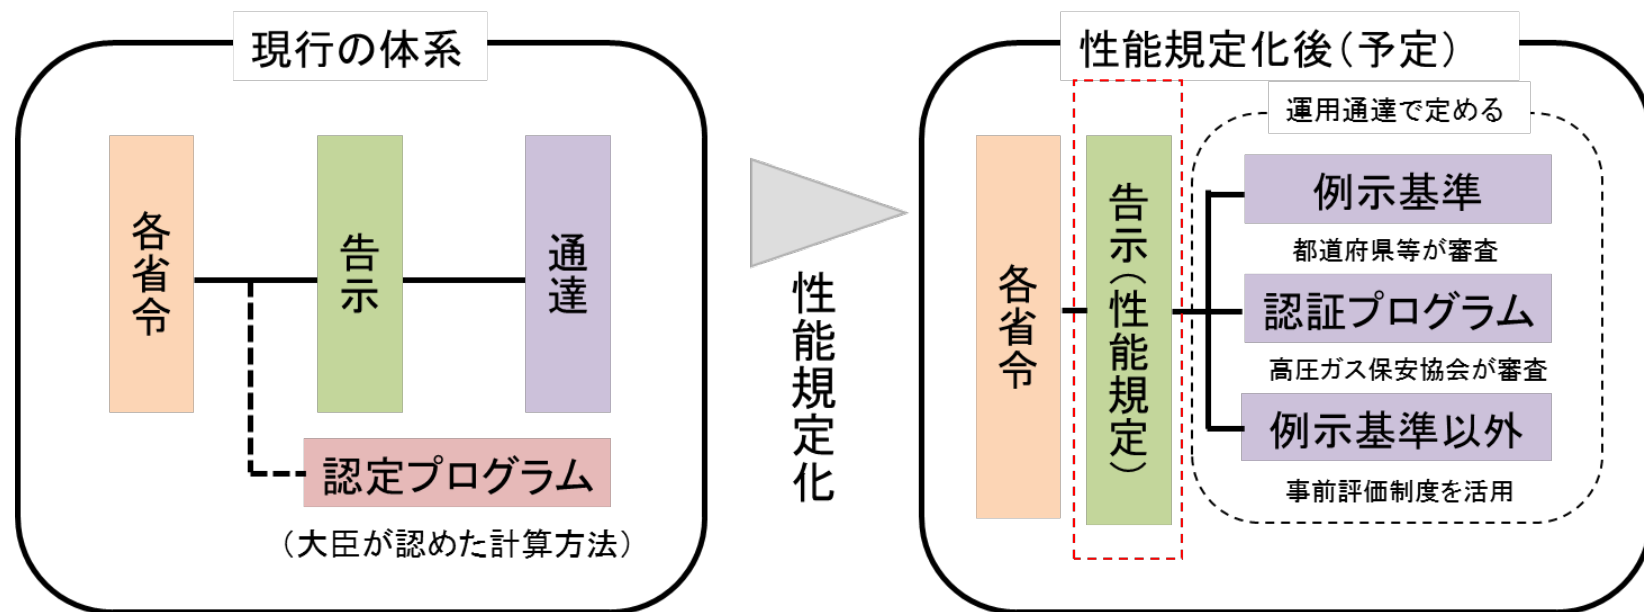 現行の体系
各省令
告示
通達
認定プログラム
(大臣が認めた計算方法)
性能規定化
性能規定化後(予定)
各省令
告示(性能規定)
運用通達で定める
例示基準
都道府県等が審査
認証プログラム
高圧ガス保安協会が審査
例示基準以外
事前評価制度を活用